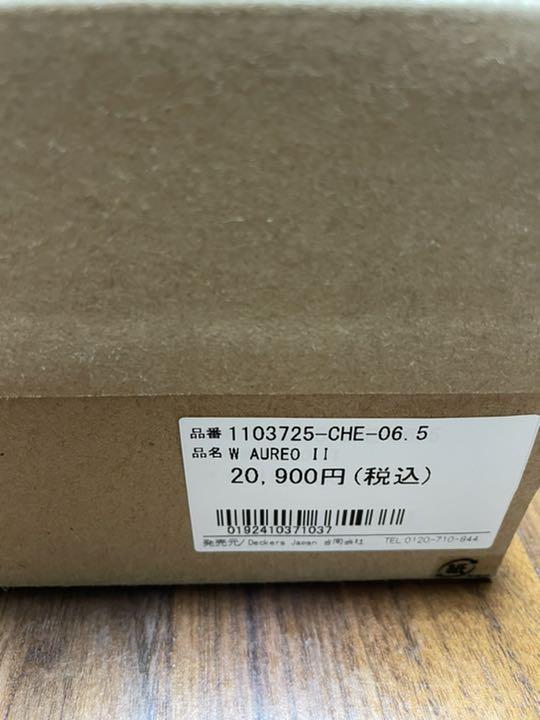 品番 1103725-CHE-06.5
品名 W AUREO II
20,900円(税込)
0192410371037
発売元/Deckers Japan 合同会社 TEL 0120-710-844
紙